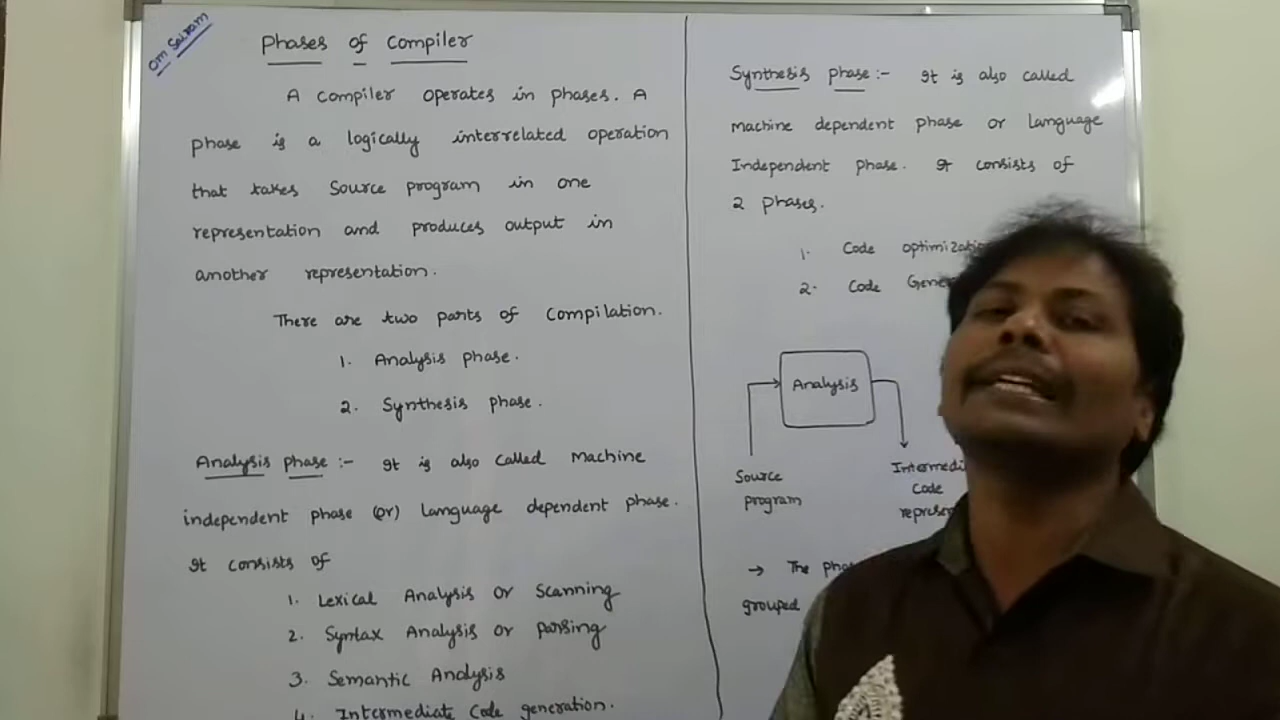 Om Sairam
Phases of Compiler
A compiler operates in phases. A
phase is a logically interrelated operation
that takes source program in one
representation and produces output in
another representation.
There are two parts of compilation.
1. Analysis phase.
2. Synthesis phase.
Analysis phase :- It is also called Machine
independent phase (or) Language dependent phase.
It consists of
1. Lexical Analysis or Scanning
2. Syntax Analysis or parsing
3. Semantic Analysis
4. Intermediate Code generation.
Synthesis phase :- It is also called
Machine dependent phase or language
Independent phase. It consists of
2 phases.
1. Code
2. Code
Analysis
Source
program
Code
→ The
grouped